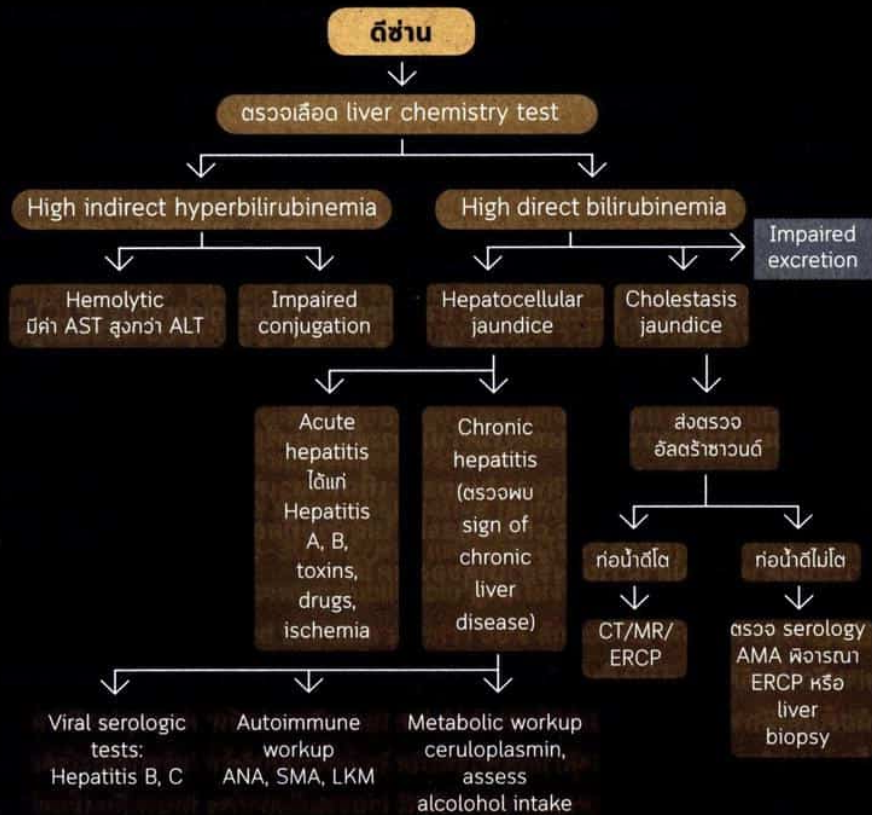 ดีซ่าน
ตรวจเลือด liver chemistry test
High indirect hyperbilirubinemia
High direct bilirubinemia
Impaired
excretion
Hemolytic
มีค่า AST สูงกว่า ALT
Impaired
conjugation
Hepatocellular
jaundice
Cholestasis
jaundice
Acute
hepatitis
ได้แก่
Hepatitis
A, B,
toxins,
drugs,
ischemia
Chronic
hepatitis
(ตรวจพบ
sign of
chronic
liver
disease)
ส่งตรวจ
อัลตร้าซาวนด์
ท่อน้ำดีโต
ท่อน้ำดีไม่โต
CT/MR/
ERCP
ตรวจ serology
AMA พิจารณา
ERCP หรือ
liver
biopsy
Viral serologic
tests:
Hepatitis B, C
Autoimmune
workup
ANA, SMA, LKM
Metabolic workup
ceruloplasmin,
assess
alcolohol intake